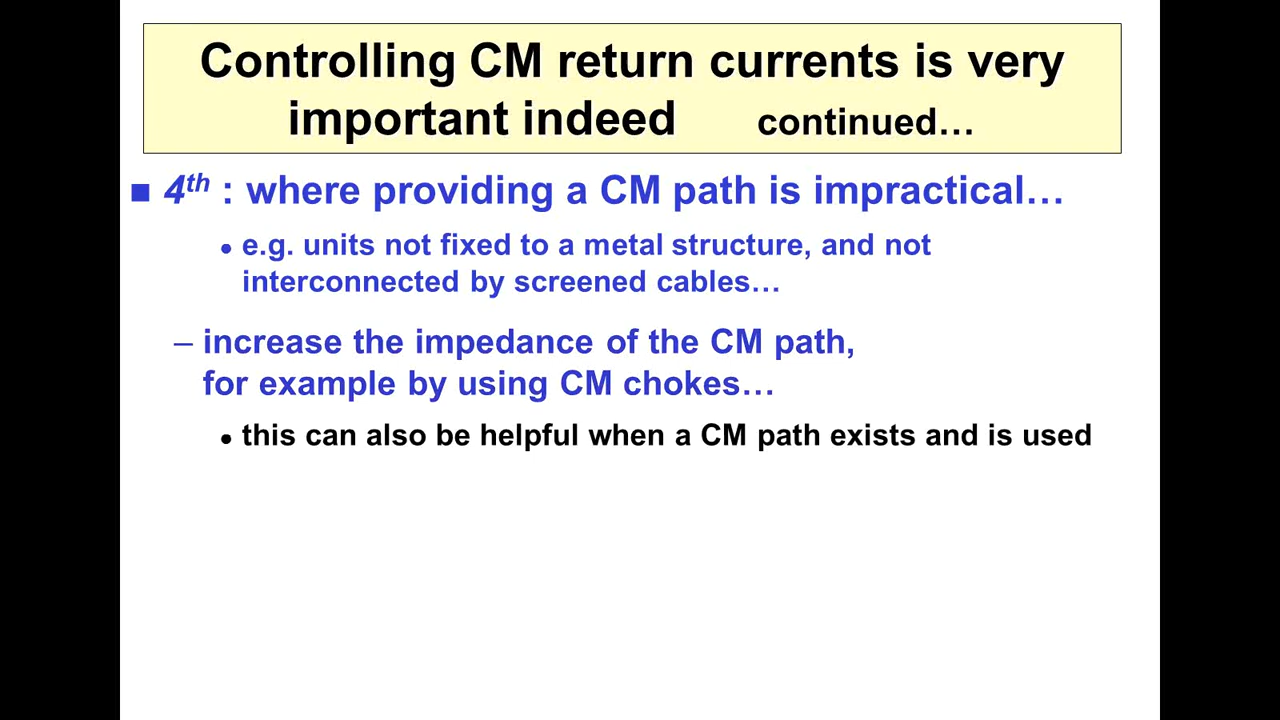 Controlling CM return currents is very
important indeed continued…
■ 4th : where providing a CM path is impractical…
• e.g. units not fixed to a metal structure, and not
interconnected by screened cables…
– increase the impedance of the CM path,
for example by using CM chokes…
• this can also be helpful when a CM path exists and is used